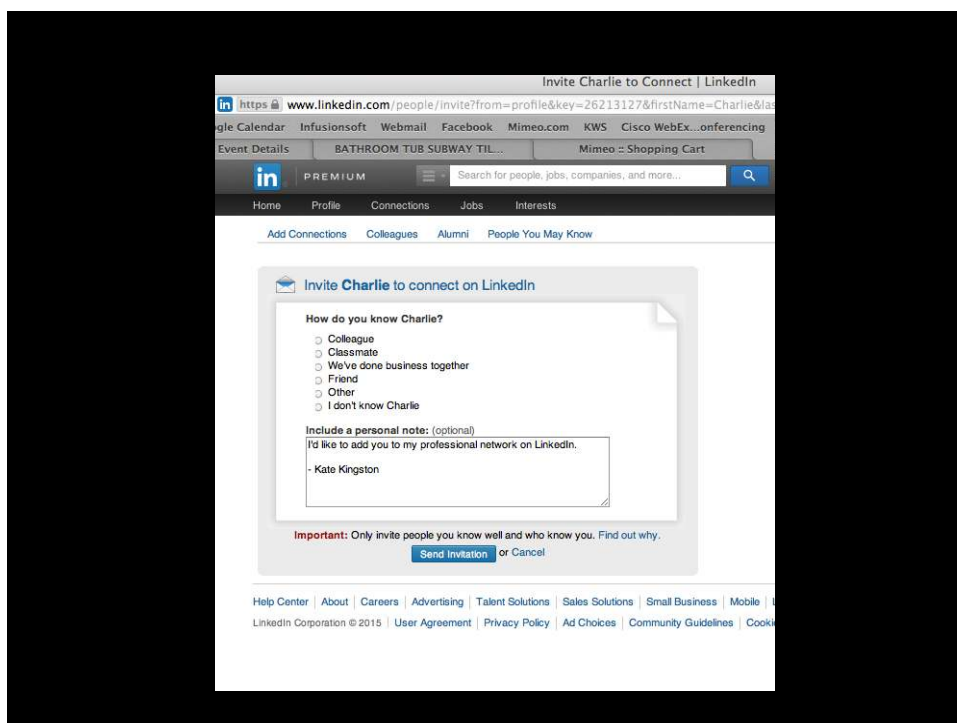 Invite Charlie to Connect | LinkedIn
in https www.linkedin.com/people/invite?from=profile&key=26213127&firstName=Charlie&las
gle Calendar Infusionsoft Webmail Facebook Mimeo.com KWS Cisco WebEx...onferencing
Event Details BATHROOM TUB SUBWAY TIL... Mimeo :: Shopping Cart
in PREMIUM Search for people, jobs, companies, and more...
Home Profile Connections Jobs Interests
Add Connections Colleagues Alumni People You May Know
Invite Charlie to connect on LinkedIn
How do you know Charlie?
Colleague
Classmate
We've done business together
Friend
Other
I don't know Charlie
Include a personal note: (optional)
I'd like to add you to my professional network on LinkedIn.
- Kate Kingston
Important: Only invite people you know well and who know you. Find out why.
Send Invitation or Cancel
Help Center | About | Careers | Advertising | Talent Solutions | Sales Solutions | Small Business | Mobile | L
LinkedIn Corporation © 2015 | User Agreement | Privacy Policy | Ad Choices | Community Guidelines | Cooki